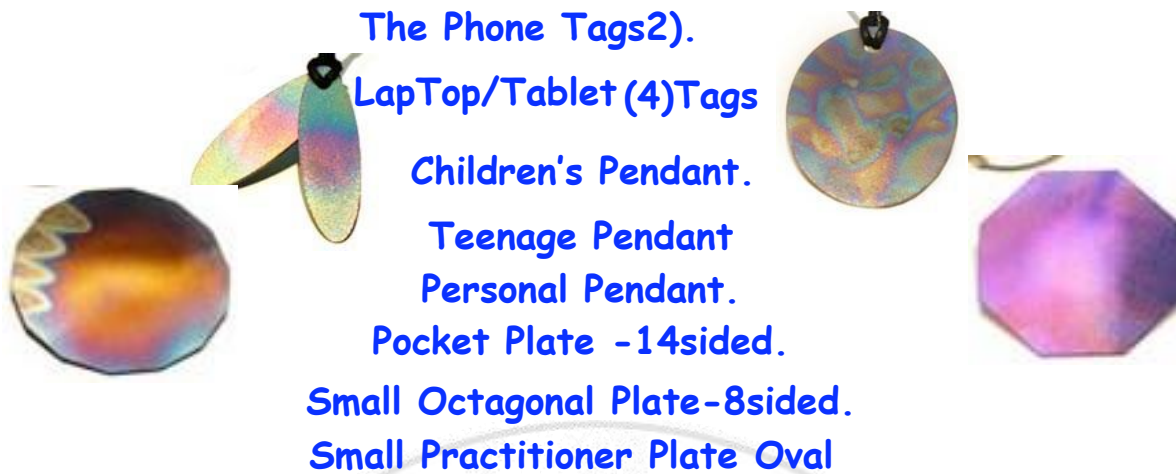 The Phone Tags2).
LapTop/Tablet (4)Tags
Children's Pendant.
Teenage Pendant
Personal Pendant.
Pocket Plate -14sided.
Small Octagonal Plate-8sided.
Small Practitioner Plate Oval